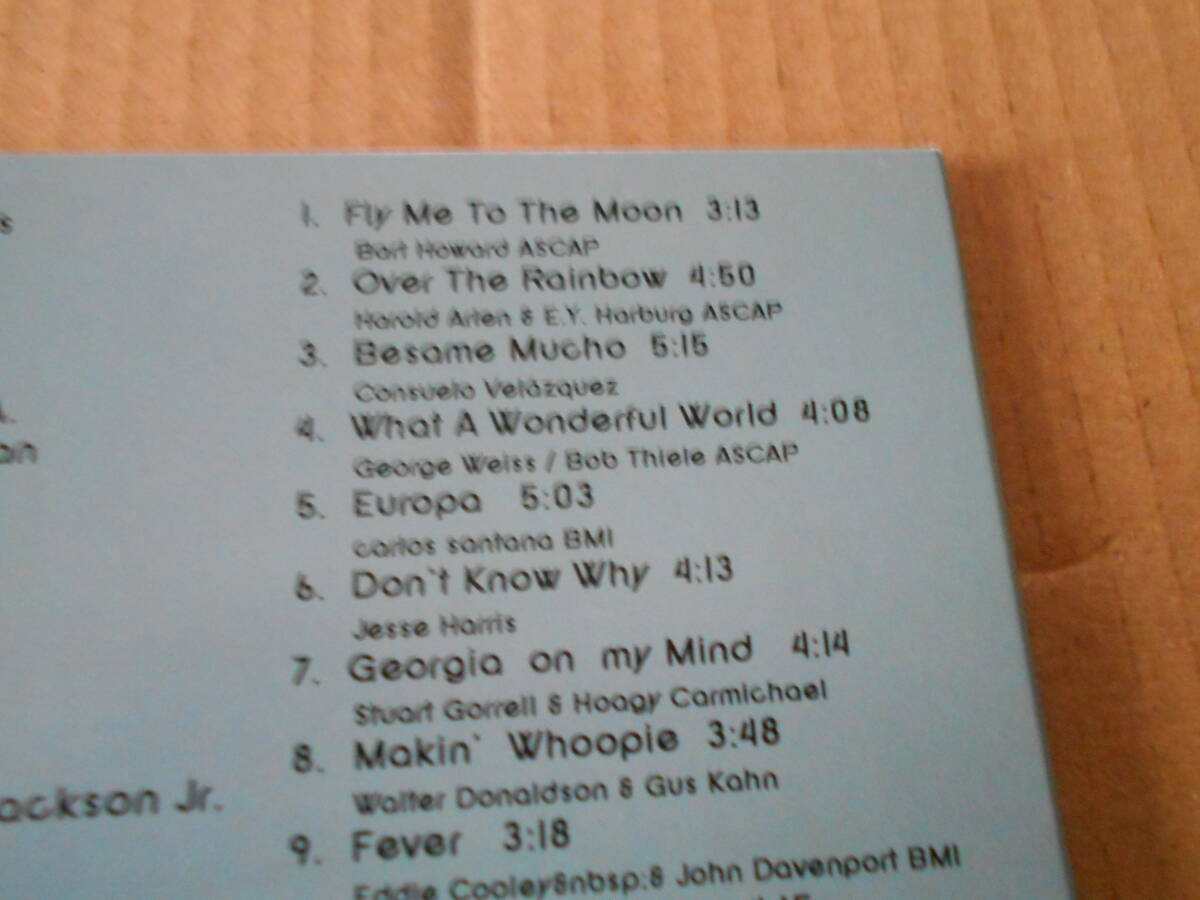 s
1. Fly Me To The Moon 3:13
Bart Howard ASCAP
2. Over The Rainbow 4:50
Harold Arlen & E.Y. Harburg ASCAP
3. Besame Mucho 5:15
Consuelo Velázquez
4. What A Wonderful World 4:08
George Weiss / Bob Thiele ASCAP
on
5. Europa 5:03
carlos santana BMI
6. Don't Know Why 4:13
Jesse Harris
7. Georgia on my Mind 4:14
Stuart Gorrell & Hoagy Carmichael
8. Makin' Whoopie 3:48
Walter Donaldson & Gus Kahn
ackson Jr.
9. Fever 3:18
Eddie Cooley&nbsp;& John Davenport BMI